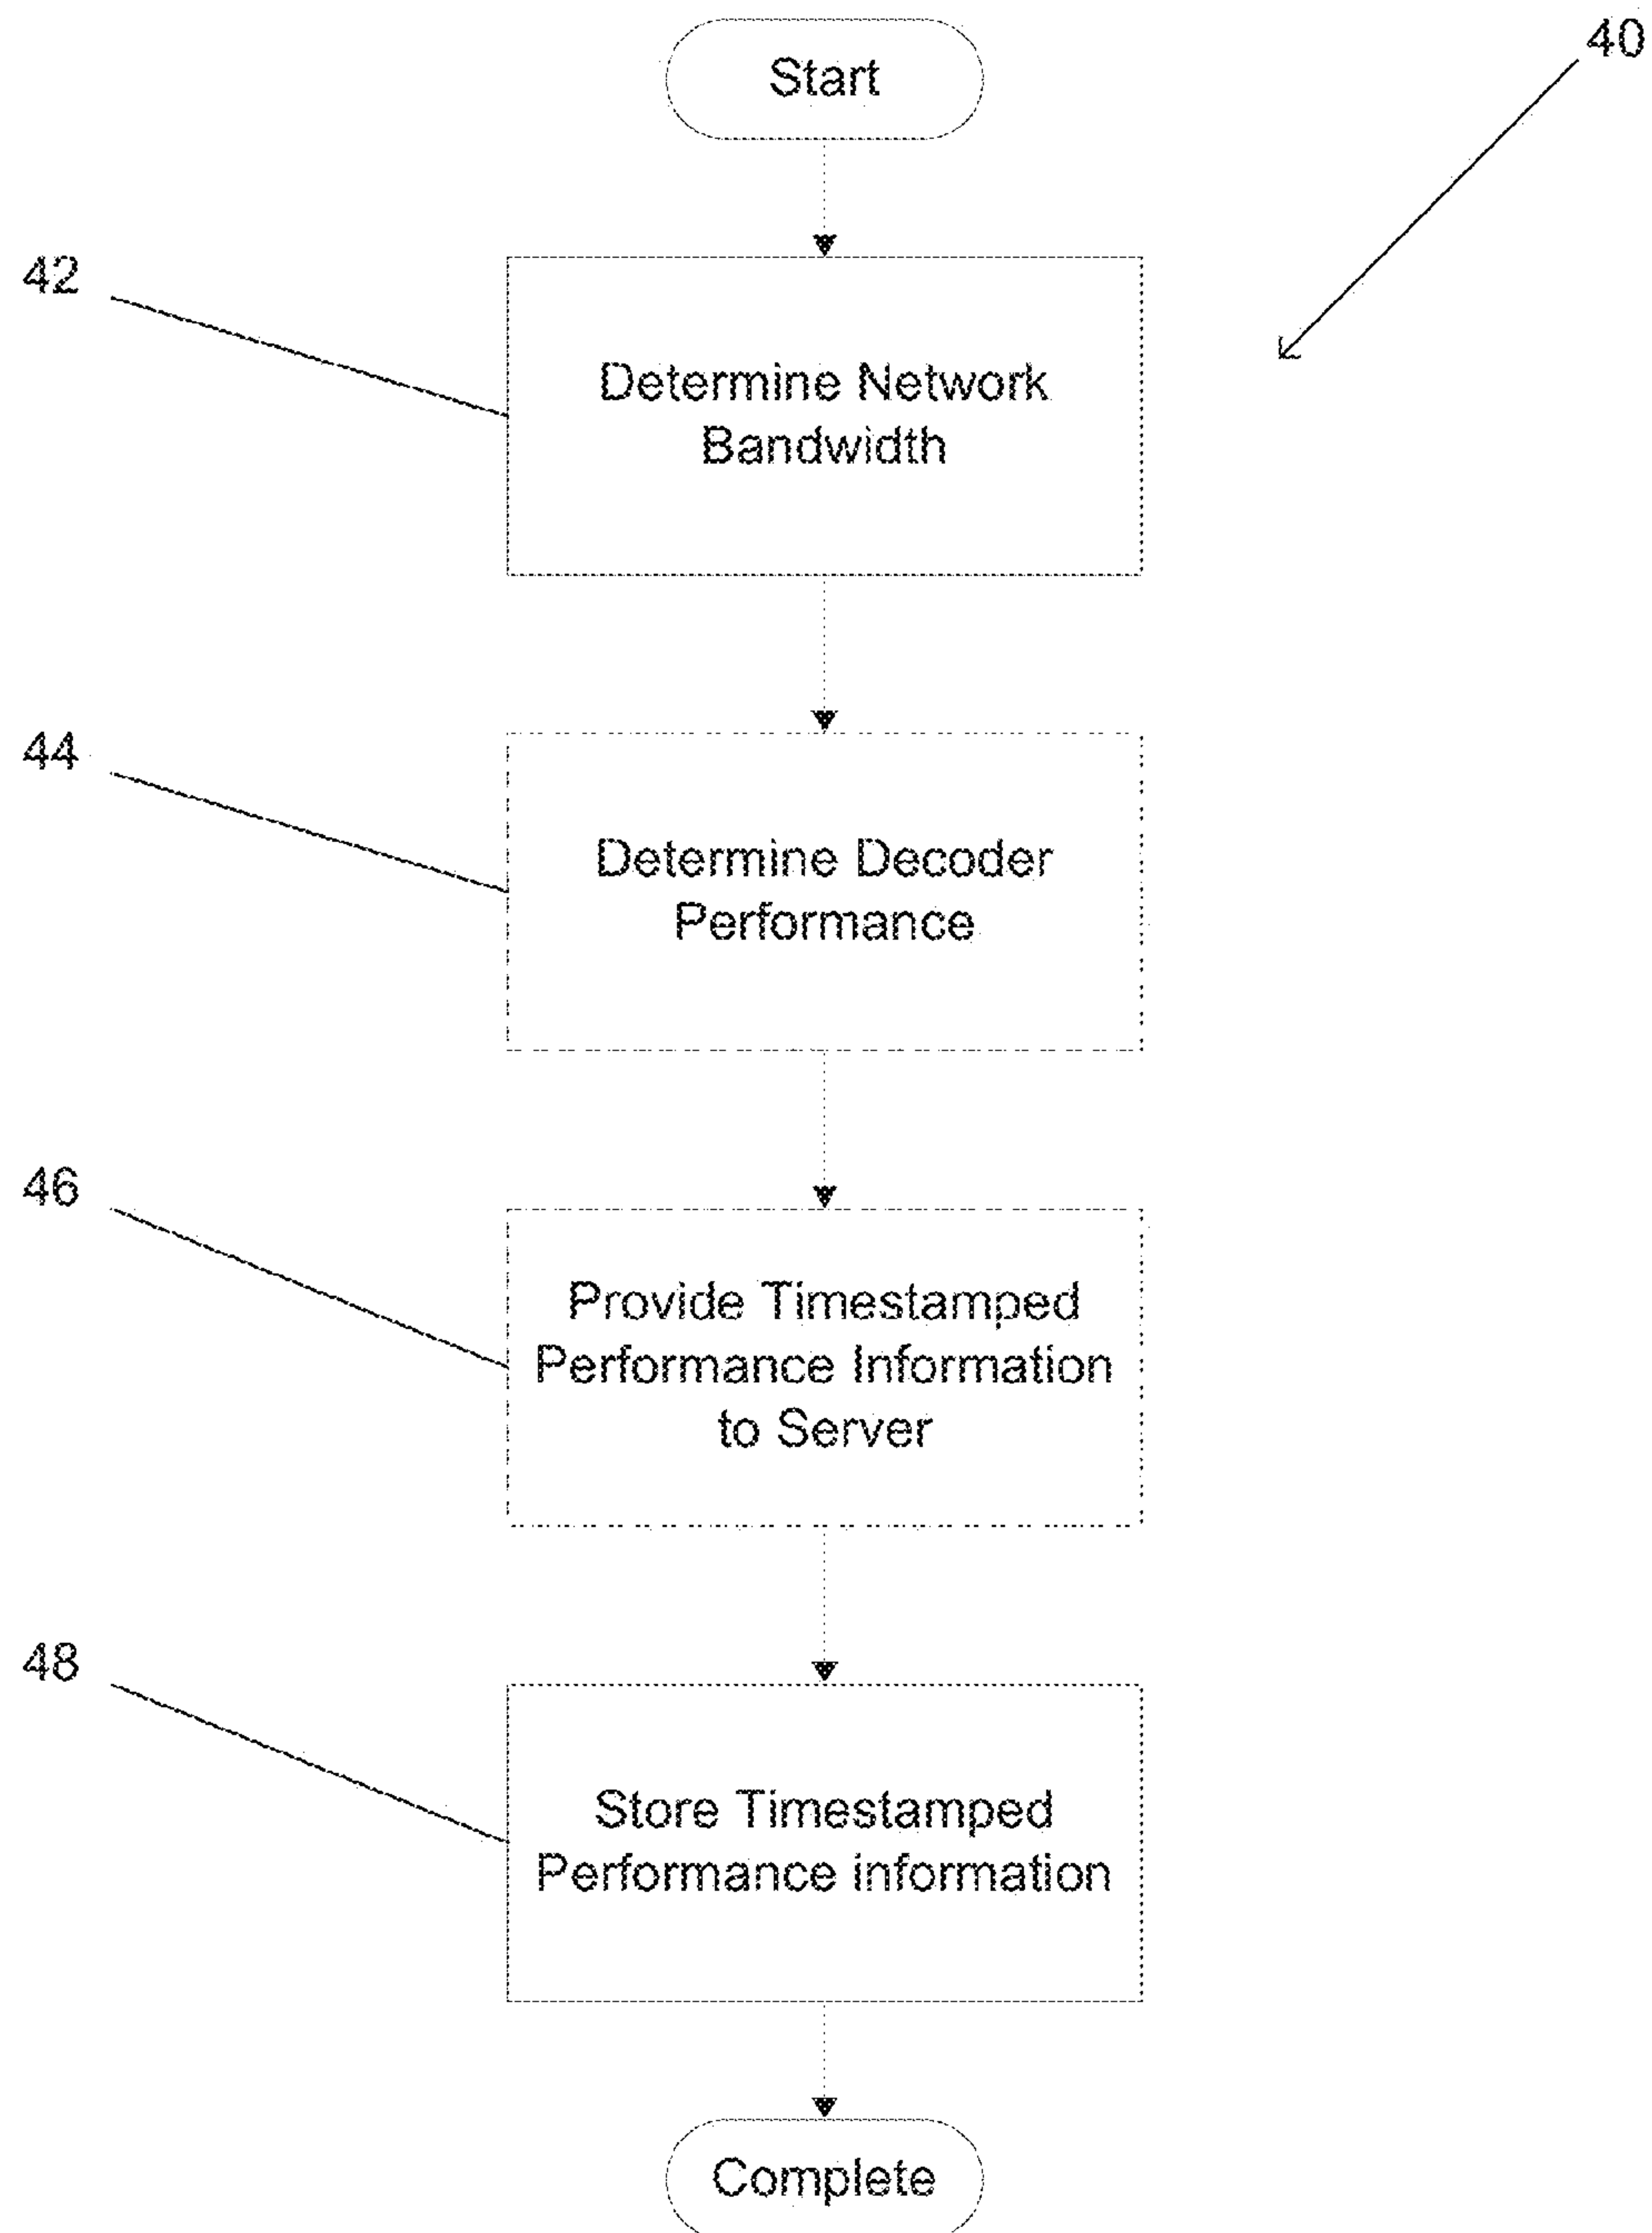 Start
40
42
Determine Network
Bandwidth
44
Determine Decoder
Performance
46
Provide Timestamped
Performance Information
to Server
48
Store Timestamped
Performance information
Complete